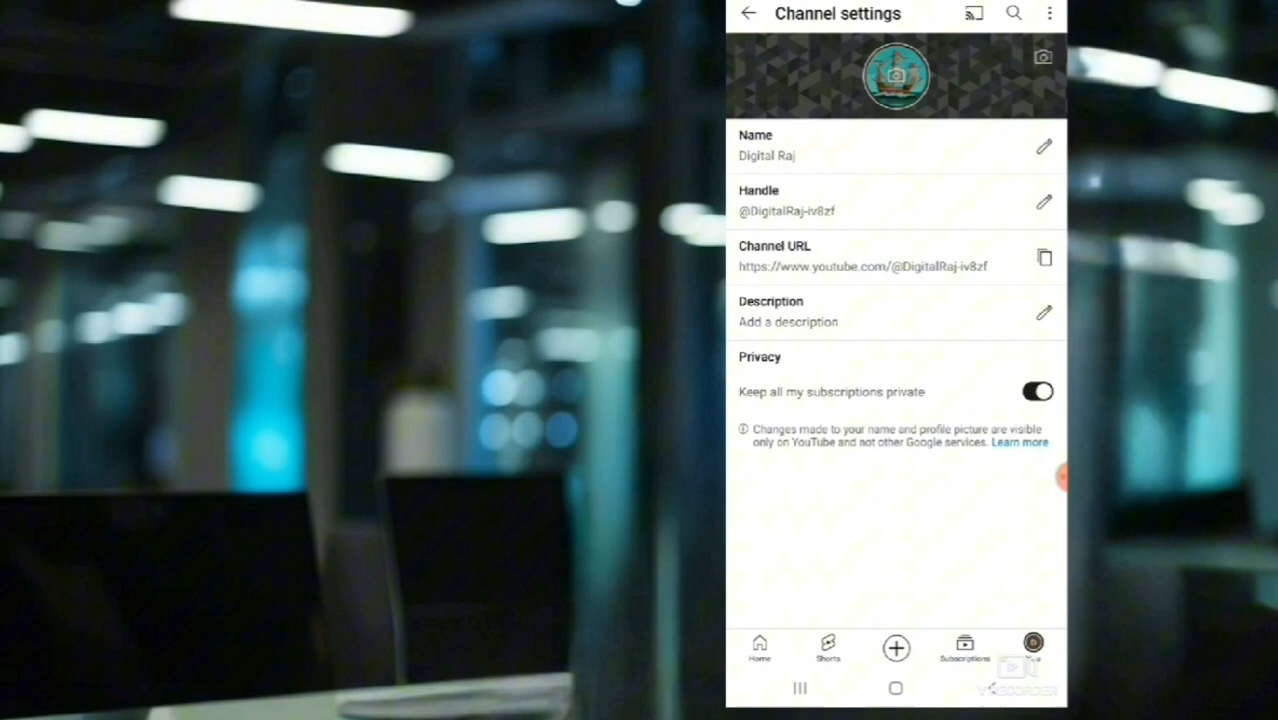 Channel settings
Name
Digital Raj
Handle
@DigitalRaj-iv8zf
Channel URL
https://www.youtube.com/@DigitalRaj-iv8zf
Description
Add a description
Privacy
Keep all my subscriptions private
Changes made to your name and profile picture are visible
only on YouTube and not other Google services. Learn more
Home
Shorts
Subscriptions